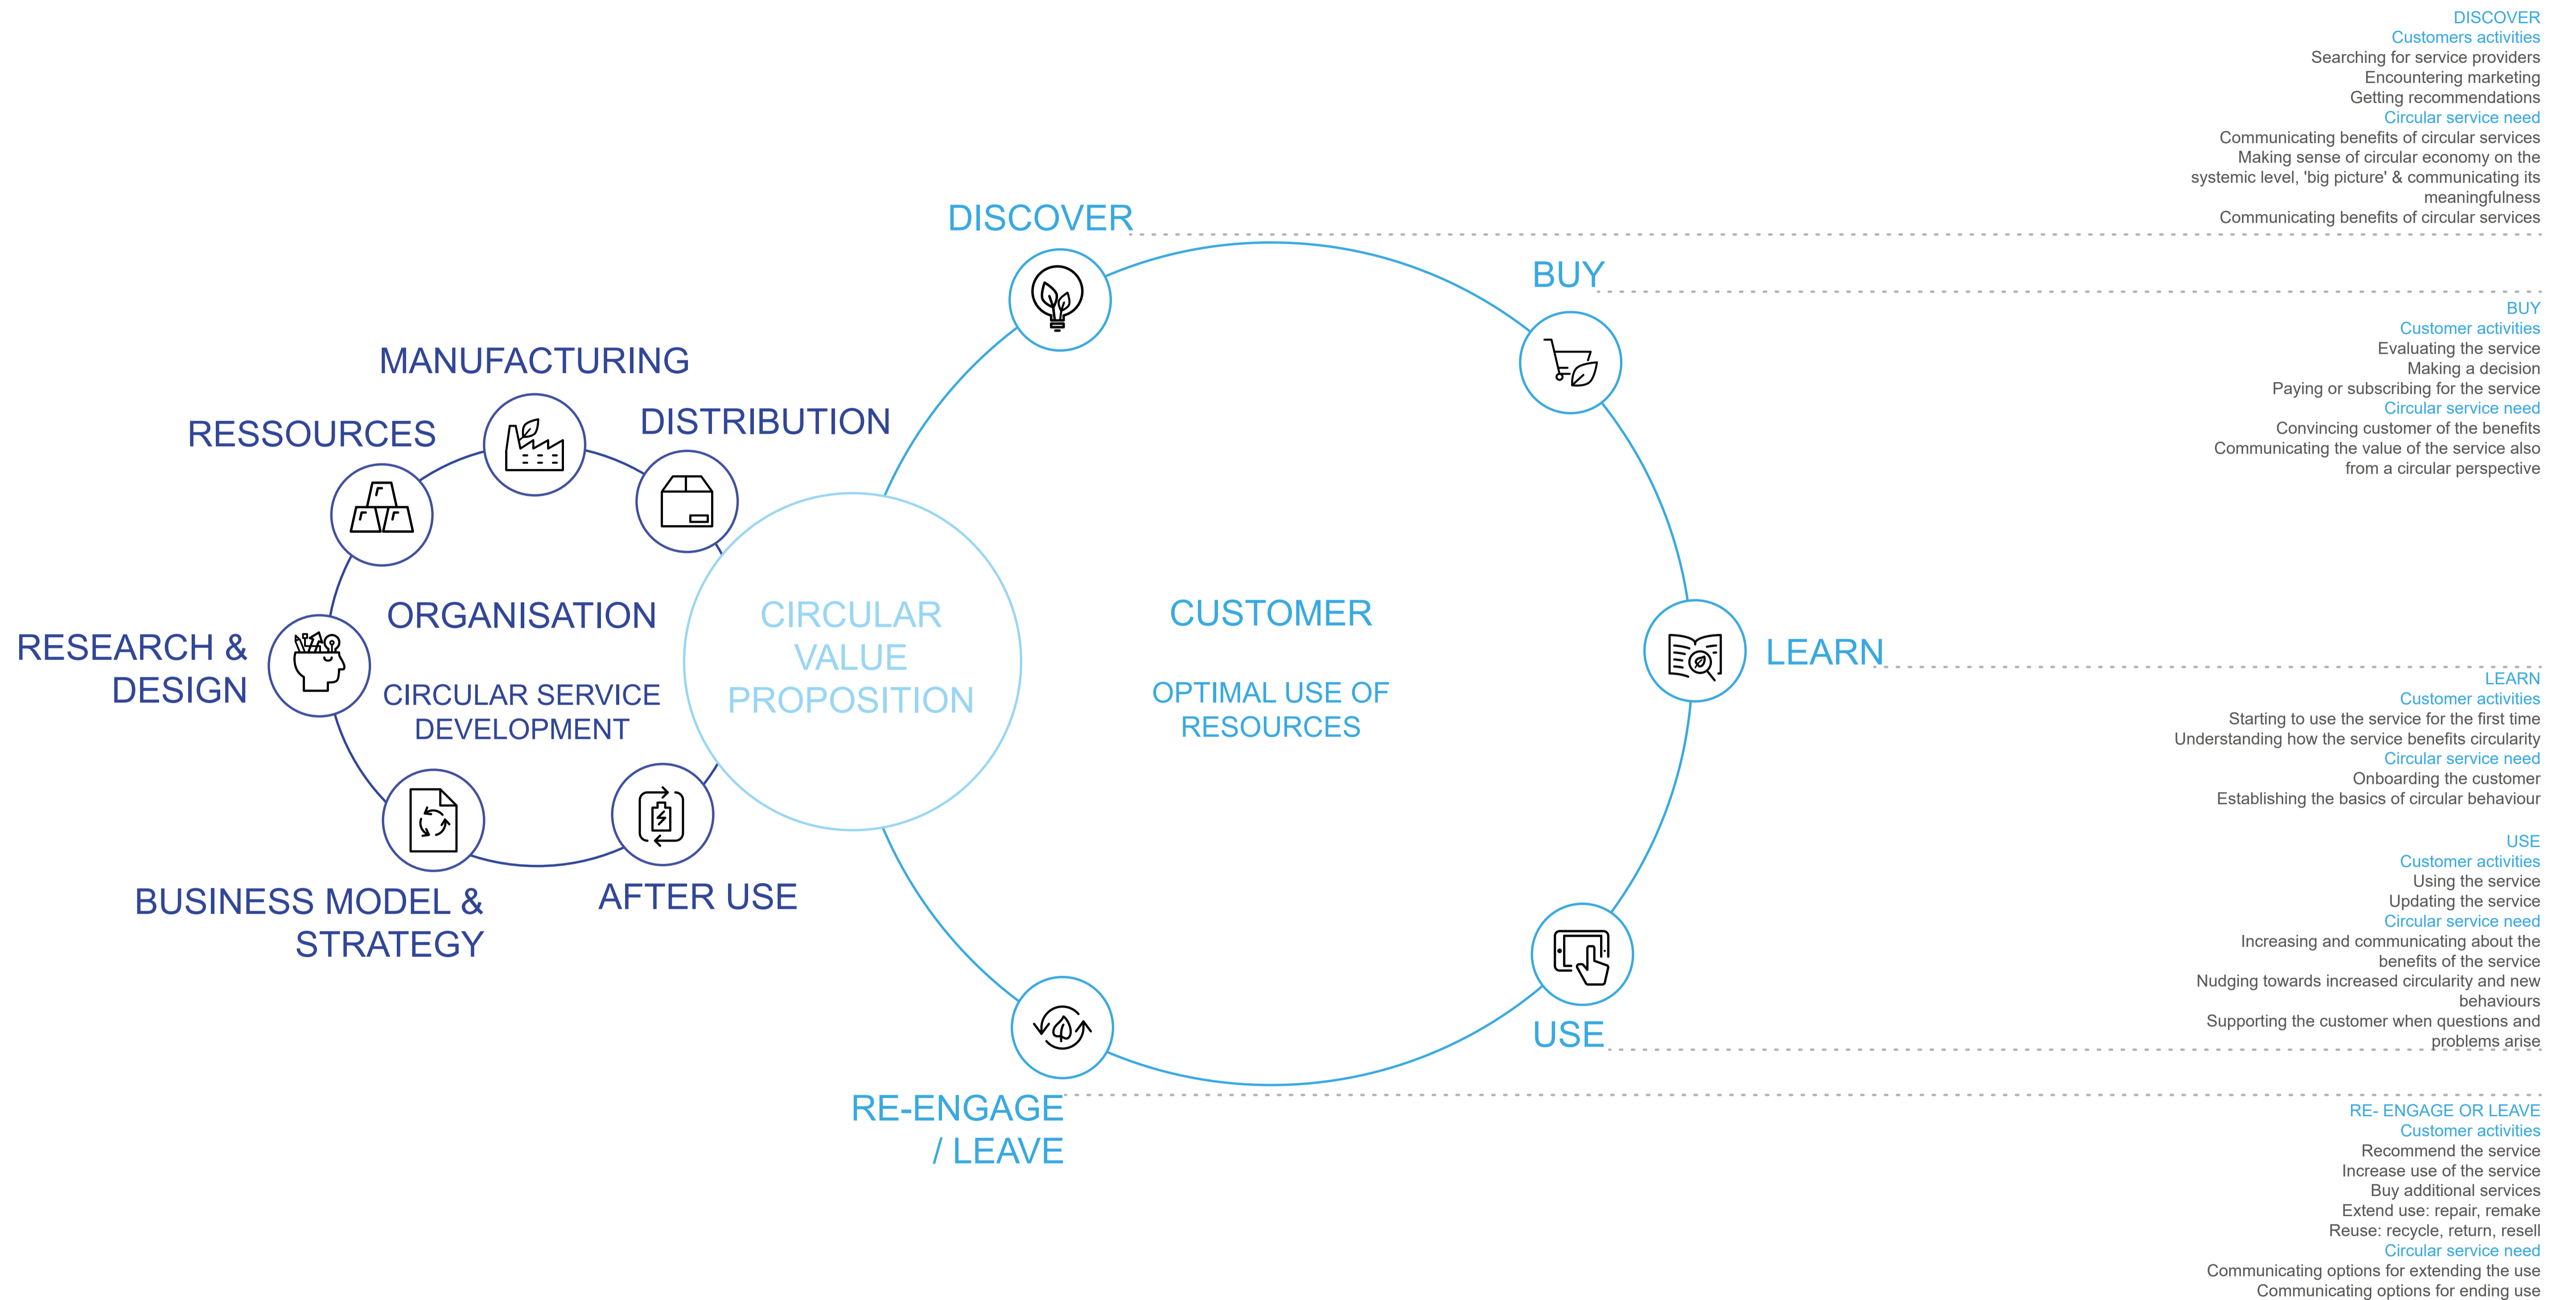 DISCOVER
Customers activities
Searching for service providers
Encountering marketing
Getting recommendations
Circular service need
Communicating benefits of circular services
Making sense of circular economy on the
systemic level, 'big picture' & communicating its
meaningfulness
Communicating benefits of circular services
DISCOVER
BUY
BUY
Customer activities
Evaluating the service
Making a decision
Paying or subscribing for the service
Circular service need
Convincing customer of the benefits
Communicating the value of the service also
from a circular perspective
MANUFACTURING
RESSOURCES
DISTRIBUTION
ORGANISATION
CIRCULAR SERVICE
DEVELOPMENT
RESEARCH &
DESIGN
CIRCULAR
VALUE
PROPOSITION
CUSTOMER
OPTIMAL USE OF
RESOURCES
LEARN
LEARN
Customer activities
Starting to use the service for the first time
Understanding how the service benefits circularity
Circular service need
Onboarding the customer
Establishing the basics of circular behaviour
BUSINESS MODEL &
STRATEGY
AFTER USE
USE
Customer activities
Using the service
Updating the service
Circular service need
Increasing and communicating about the
benefits of the service
Nudging towards increased circularity and new
behaviours
Supporting the customer when questions and
problems arise
USE
RE-ENGAGE
/ LEAVE
RE- ENGAGE OR LEAVE
Customer activities
Recommend the service
Increase use of the service
Buy additional services
Extend use: repair, remake
Reuse: recycle, return, resell
Circular service need
Communicating options for extending the use
Communicating options for ending use